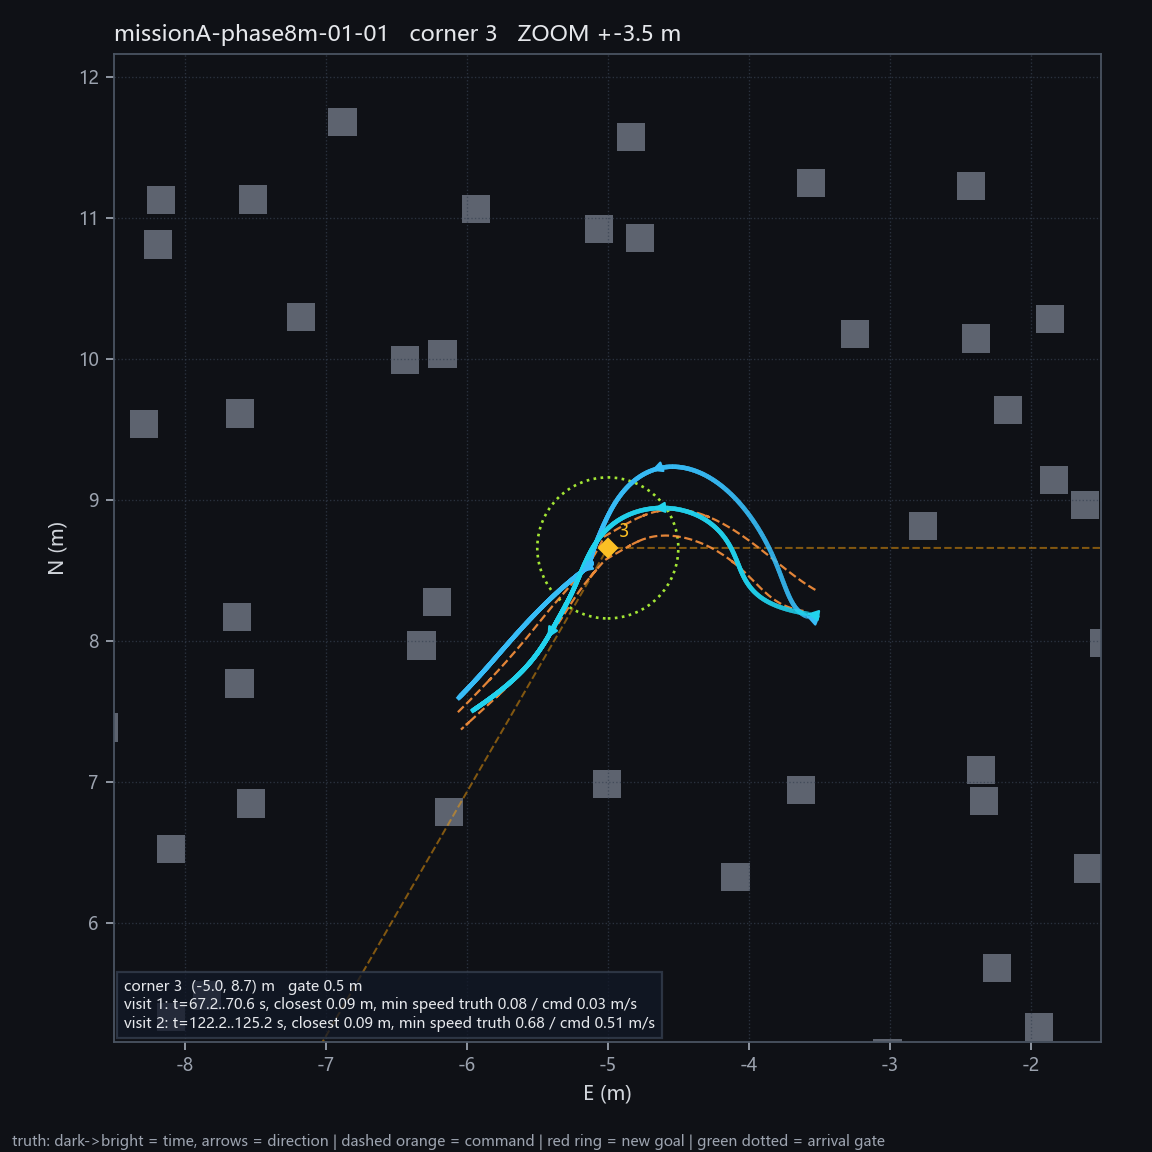 missionA-phase8m-01-01   corner 3   ZOOM +-3.5 m
12
11
10
9
8
7
6
N (m)
3
corner 3  (-5.0, 8.7) m   gate 0.5 m
visit 1: t=67.2..70.6 s, closest 0.09 m, min speed truth 0.08 / cmd 0.03 m/s
visit 2: t=122.2..125.2 s, closest 0.09 m, min speed truth 0.68 / cmd 0.51 m/s
-8 -7 -6 -5 -4 -3 -2
E (m)
truth: dark->bright = time, arrows = direction | dashed orange = command | red ring = new goal | green dotted = arrival gate